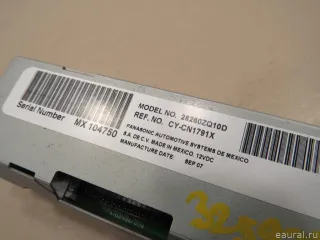 Serial Number
MX 104750
MODEL NO. 28260ZQ10D
REF. NO. CY-CN1791X
PANASONIC AUTOMOTIVE SYSTEMS DE MEXICO
S.A. DE C.V. MADE IN MEXICO. 12VDC
MANUFACTURE DATE: SEP 07
eaural.ru